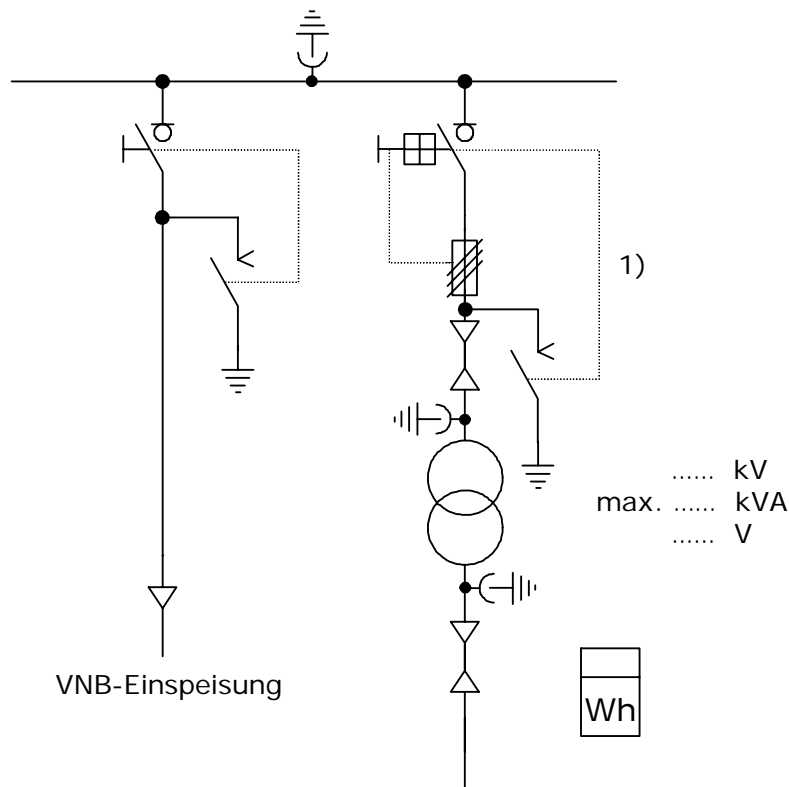 1)
...... kV
max. ...... kVA
...... V
VNB-Einspeisung
Wh